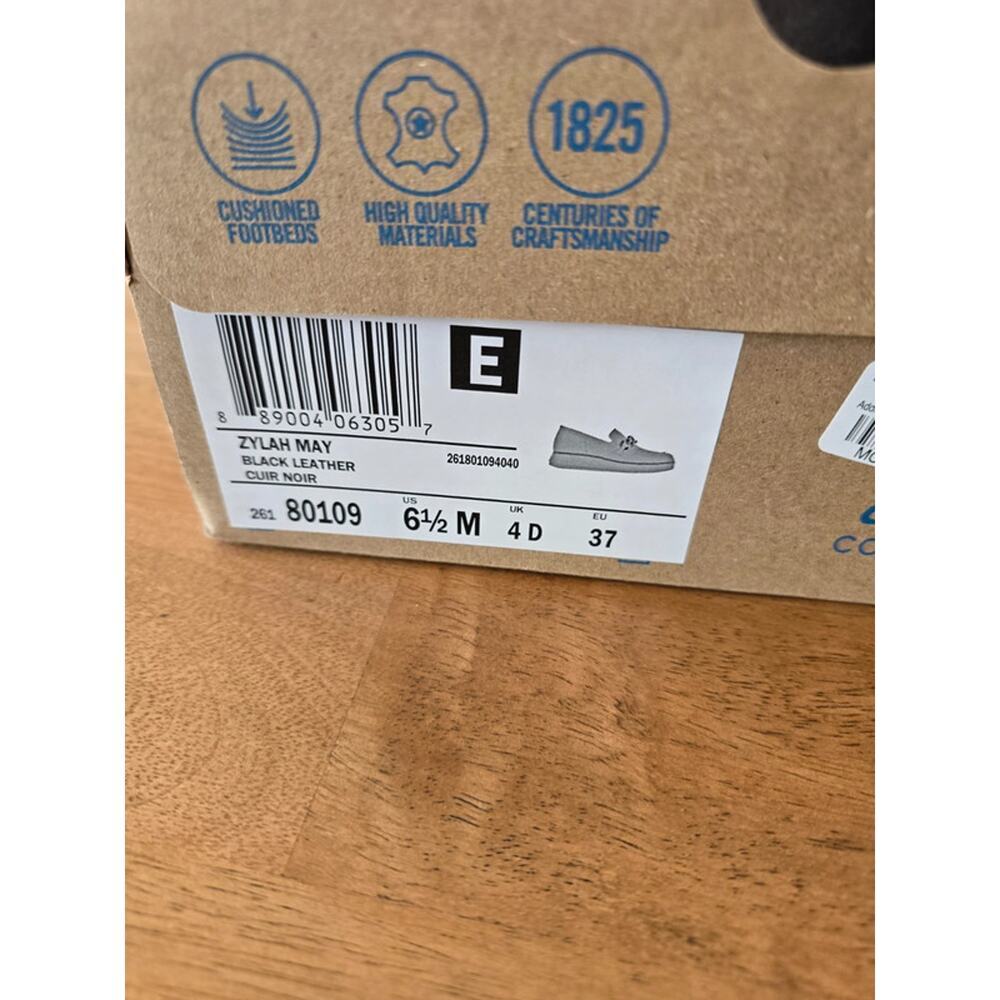 1825
CUSHIONED
FOOTBEDS
HIGH QUALITY
MATERIALS
CENTURIES OF
CRAFTSMANSHIP
E
8 89004 06305 7
ZYLAH MAY
BLACK LEATHER
CUIR NOIR
261801094040
261 80109
US
6½ M
UK
4 D
EU
37